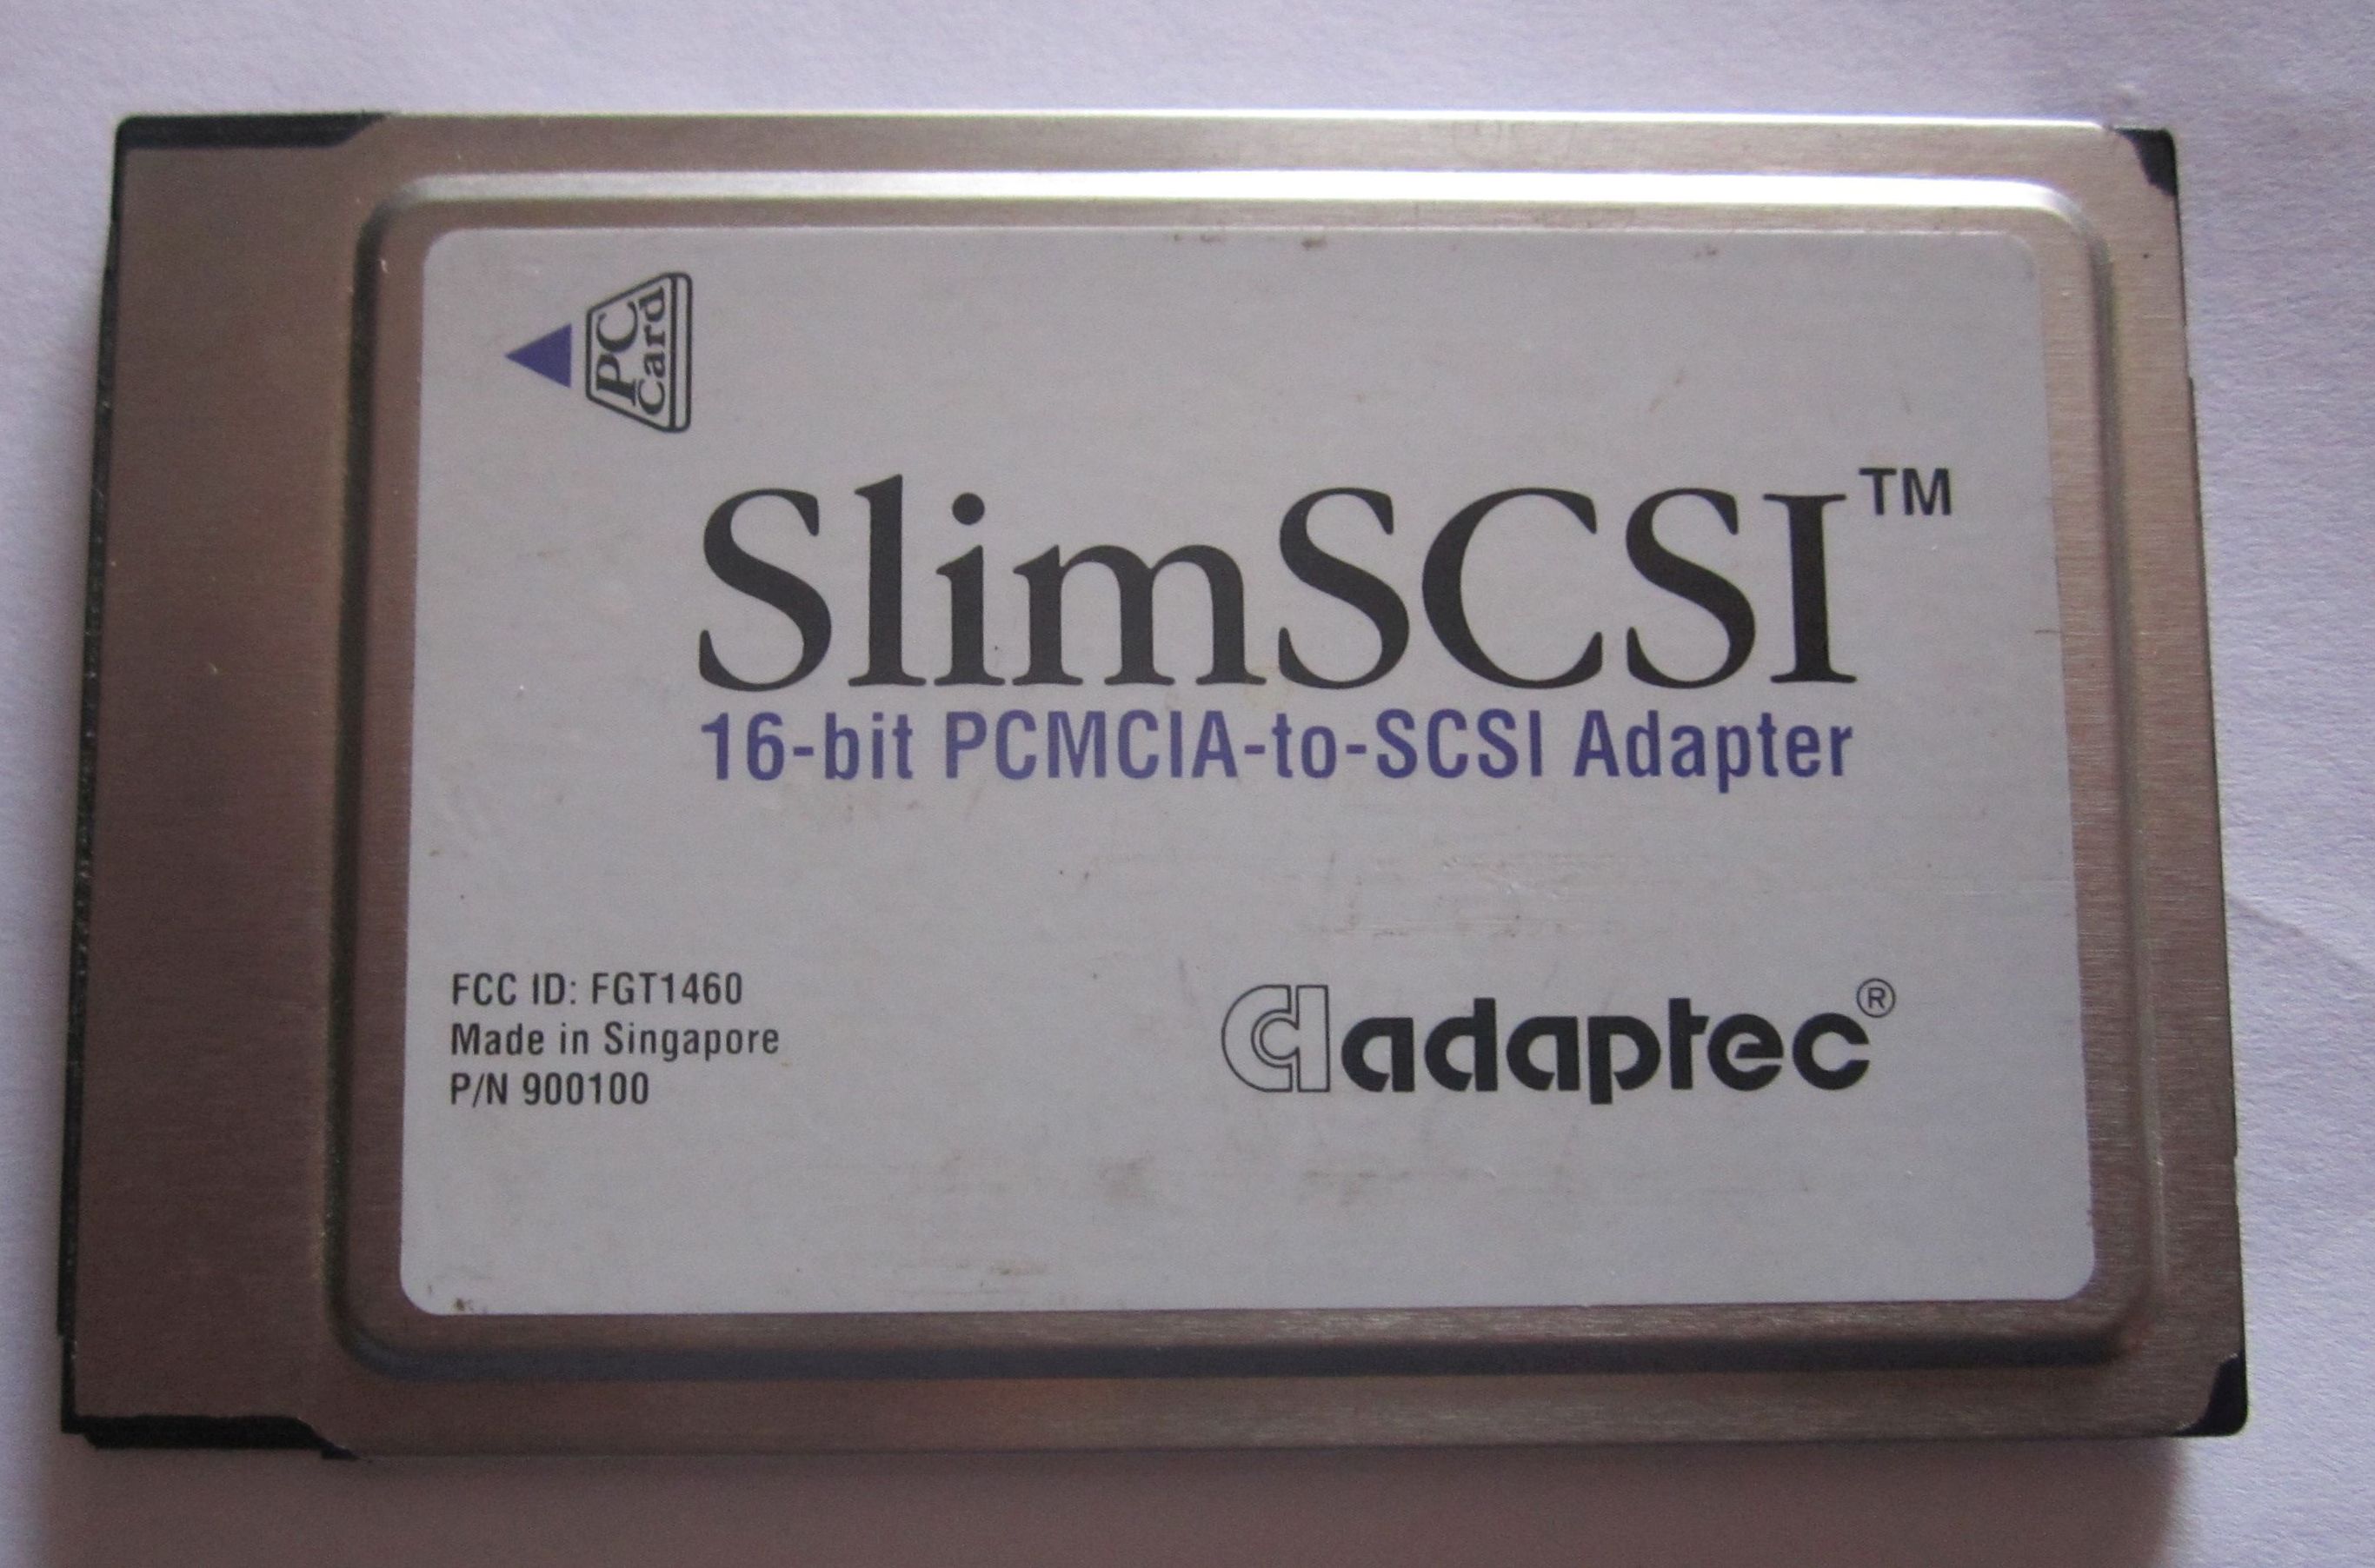 PC
Card
SlimSCSI™
16-bit PCMCIA-to-SCSI Adapter
FCC ID: FGT1460
Made in Singapore
P/N 900100
adaptec®